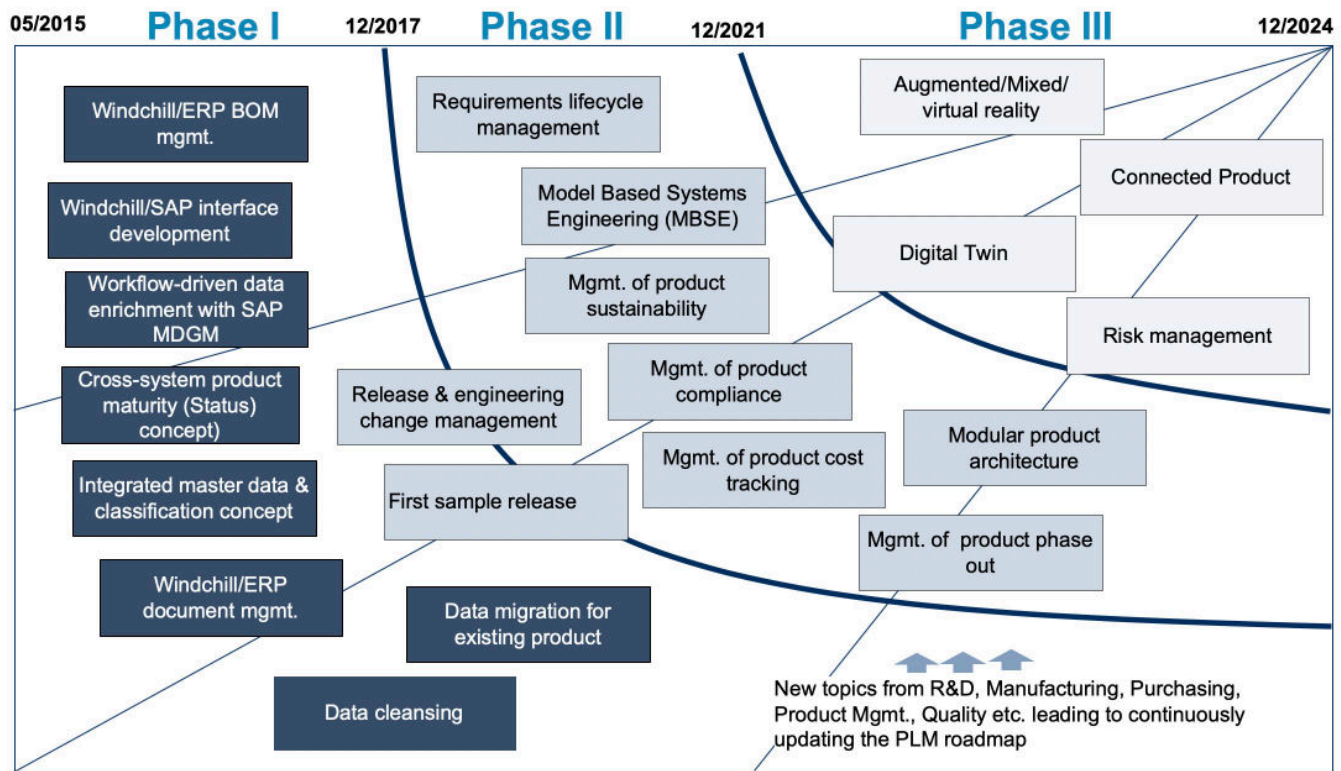 05/2015
Phase I
12/2017
Phase II
12/2021
Phase III
12/2024
Windchill/ERP BOM
mgmt.
Windchill/SAP interface
development
Workflow-driven data
enrichment with SAP
MDGM
Cross-system product
maturity (Status)
concept)
Integrated master data &
classification concept
Windchill/ERP
document mgmt.
Data cleansing
Data migration for
existing product
Requirements lifecycle
management
Model Based Systems
Engineering (MBSE)
Mgmt. of product
sustainability
Release & engineering
change management
Mgmt. of product
compliance
First sample release
Mgmt. of product cost
tracking
Modular product
architecture
Mgmt. of product phase
out
Augmented/Mixed/
virtual reality
Connected Product
Digital Twin
Risk management
New topics from R&D, Manufacturing, Purchasing,
Product Mgmt., Quality etc. leading to continuously
updating the PLM roadmap